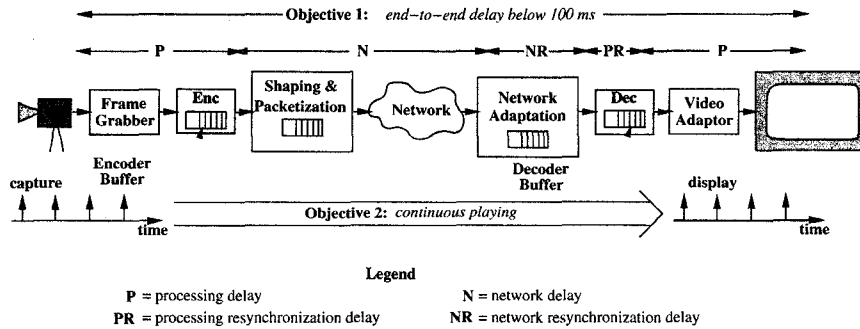 Objective 1: end-to-end delay below 100 ms
P N NR PR P
Frame Grabber
Enc
Shaping & Packetization
Network
Network Adaptation
Dec
Video Adaptor
Encoder Buffer
Decoder Buffer
capture
time
Objective 2: continuous playing
display
time
Legend
P = processing delay
N = network delay
PR = processing resynchronization delay
NR = network resynchronization delay